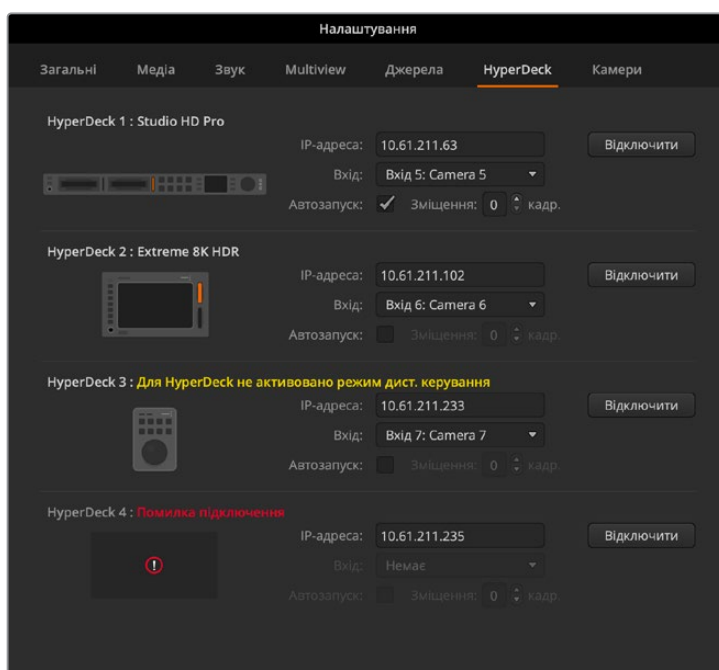 Налаштування
Загальні Медіа Звук Multiview Джерела HyperDeck Камери
HyperDeck 1 : Studio HD Pro
IP-адреса: 10.61.211.63 Відключити
Вхід: Вхід 5: Camera 5
Автозапуск: Зміщення: 0 кадр.
HyperDeck 2 : Extreme 8K HDR
IP-адреса: 10.61.211.102 Відключити
Вхід: Вхід 6: Camera 6
Автозапуск: Зміщення: 0 кадр.
HyperDeck 3 : Для HyperDeck не активовано режим дист. керування
IP-адреса: 10.61.211.233 Відключити
Вхід: Вхід 7: Camera 7
Автозапуск: Зміщення: 0 кадр.
HyperDeck 4 : Помилка підключення
IP-адреса: 10.61.211.235 Відключити
Вхід: Немає
Автозапуск: Зміщення: 0 кадр.